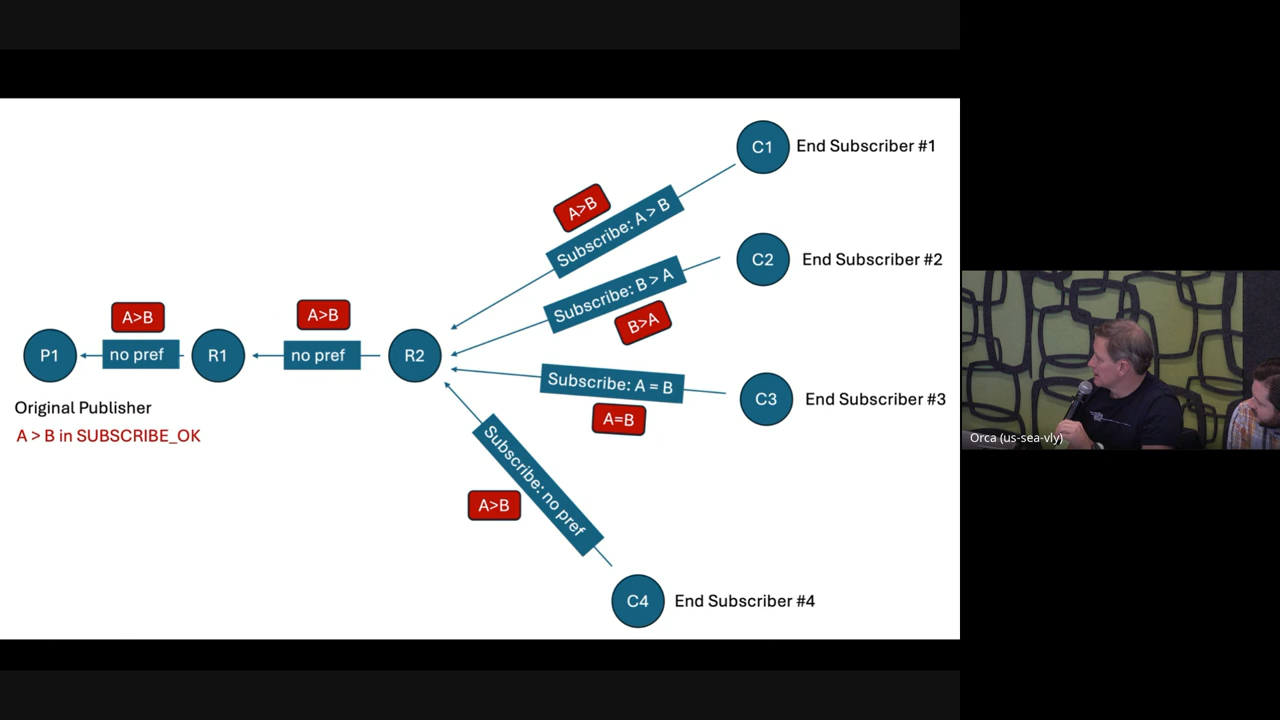 C1
End Subscriber #1
A>B
Subscribe: A > B
C2
End Subscriber #2
Subscribe: B > A
B>A
A>B
A>B
P1
no pref
R1
no pref
R2
Subscribe: A = B
C3
End Subscriber #3
A=B
Original Publisher
A > B in SUBSCRIBE_OK
Subscribe: no pref
A>B
C4
End Subscriber #4
Orca (us-sea-vly)